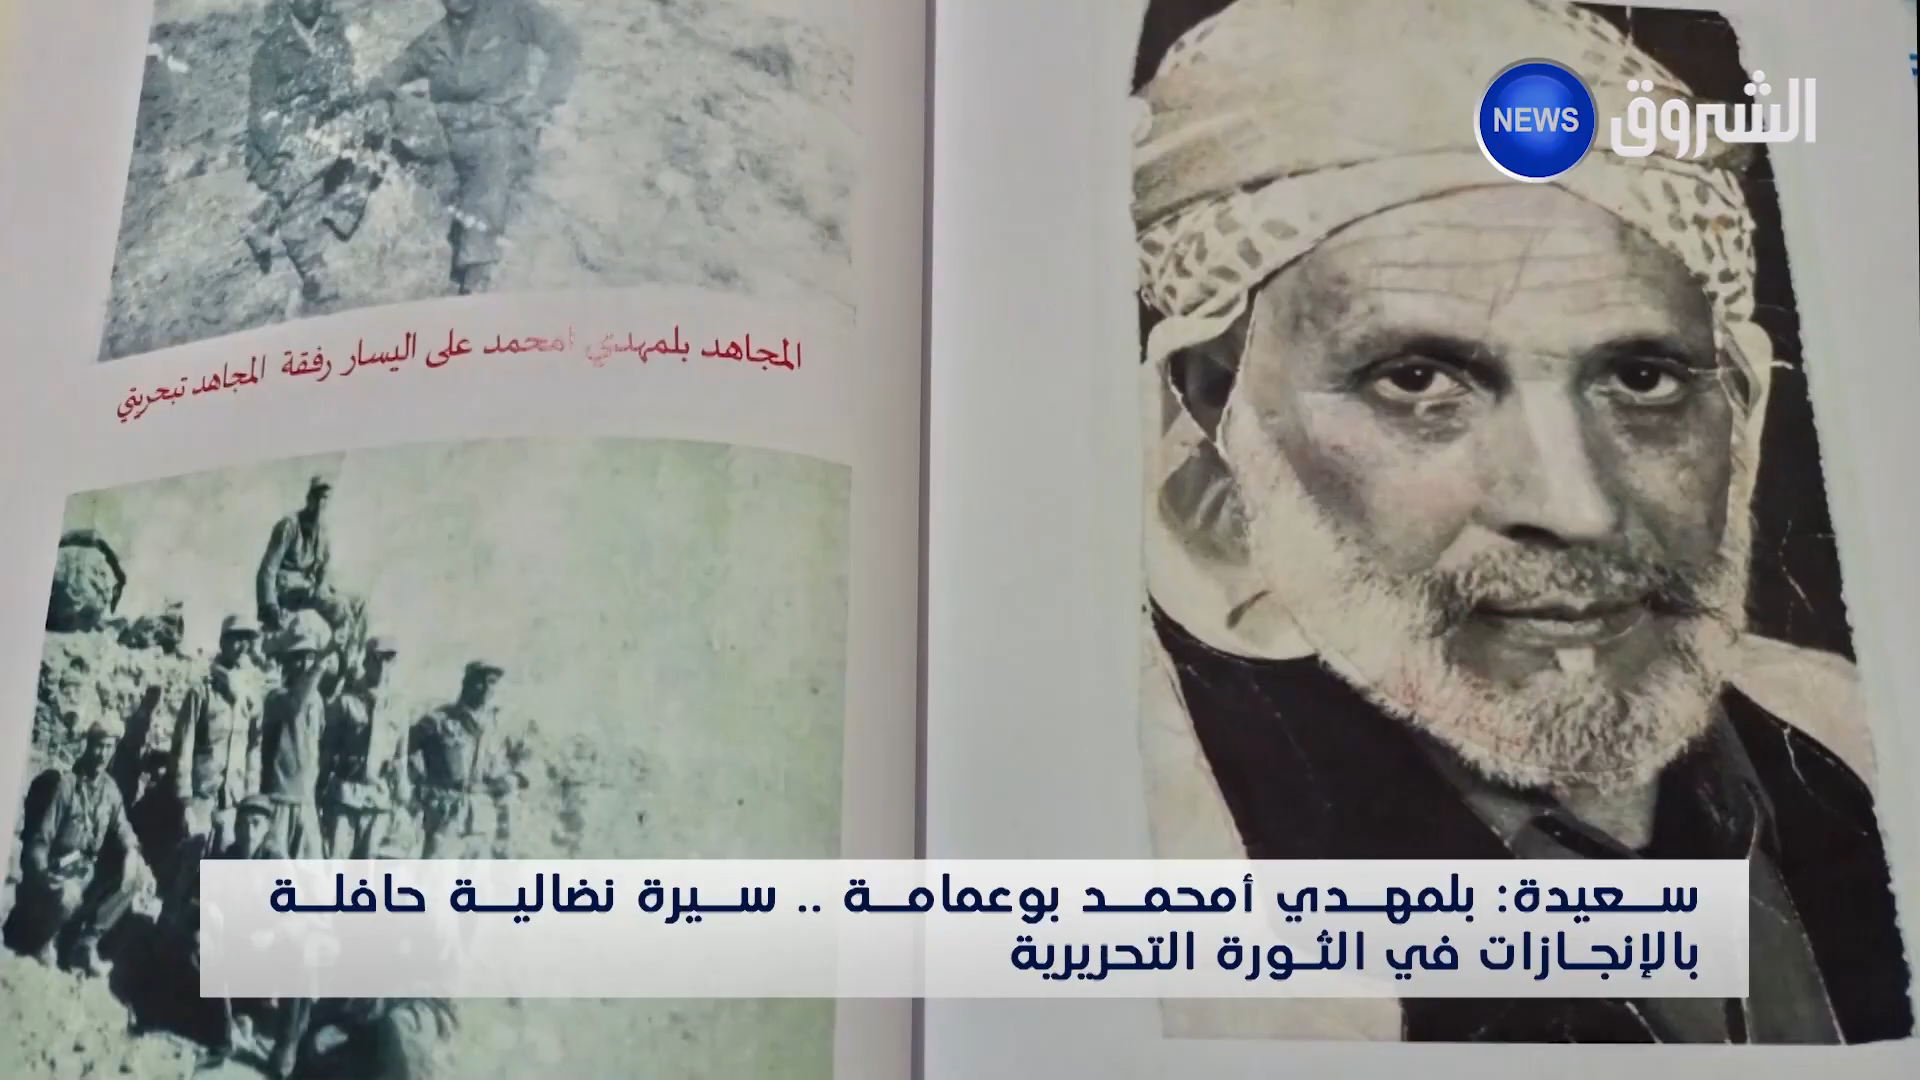 NEWS الشروق
المجاهد بلمهدي امحمد على اليسار رفقة المجاهد تبحريتي
سعيدة: بلمهدي أمحمد بوعمامة .. سيرة نضالية حافلة
بالإنجازات في الثورة التحريرية